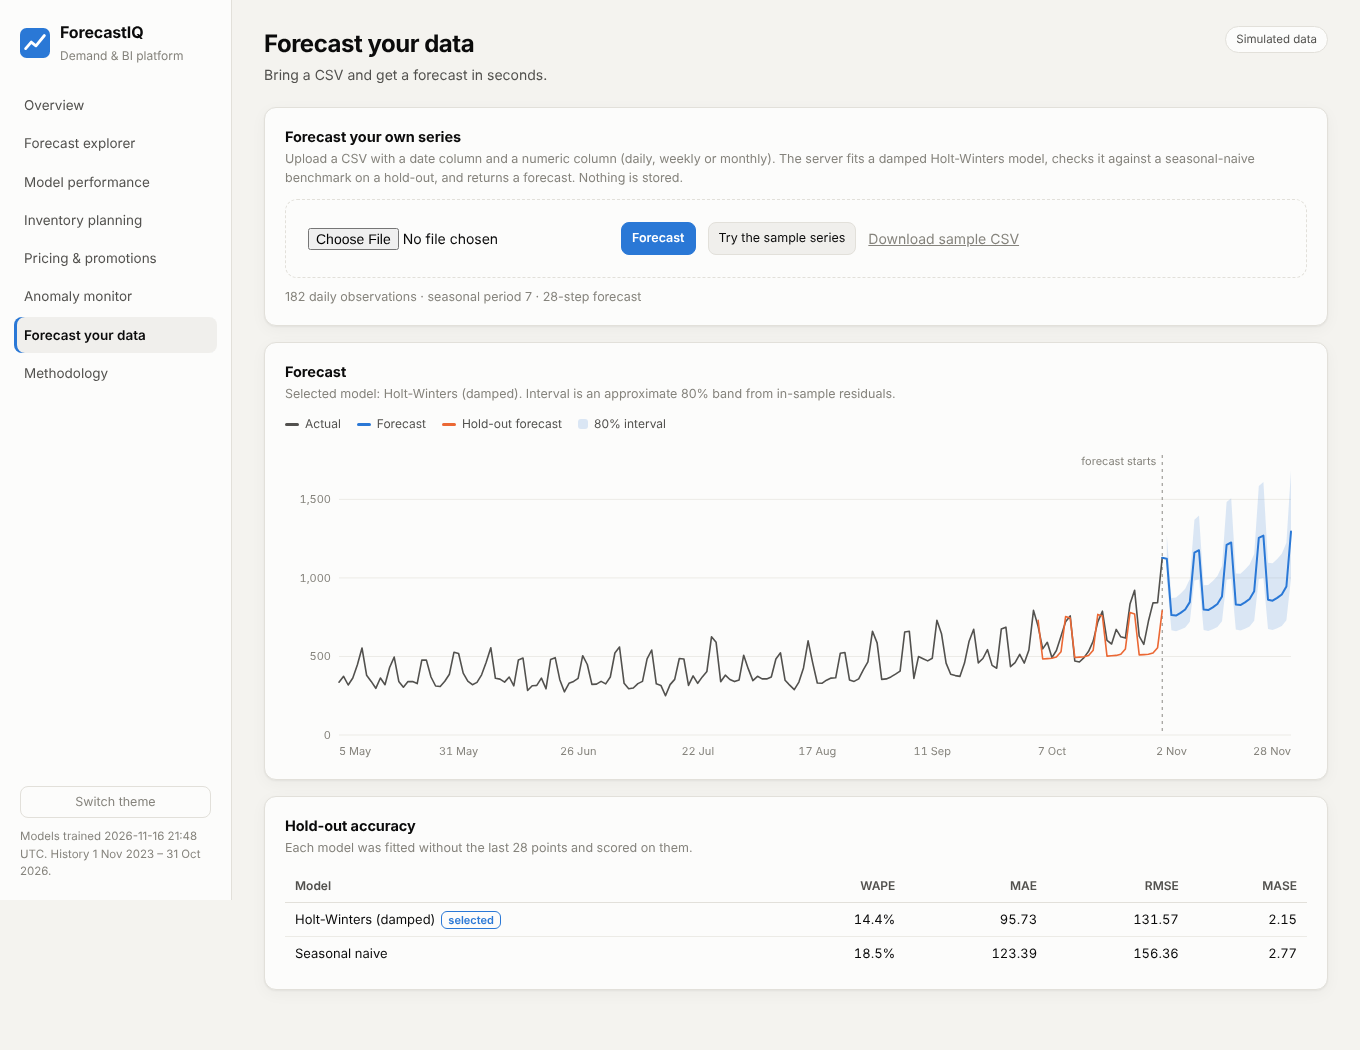 ForecastIQ
Demand & BI platform
Overview
Forecast explorer
Model performance
Inventory planning
Pricing & promotions
Anomaly monitor
Forecast your data
Methodology
Switch theme
Models trained 2026-11-16 21:48
UTC. History 1 Nov 2023 – 31 Oct
2026.
Forecast your data
Simulated data
Bring a CSV and get a forecast in seconds.
Forecast your own series
Upload a CSV with a date column and a numeric column (daily, weekly or monthly). The server fits a damped Holt-Winters model, checks it against a seasonal-naive
benchmark on a hold-out, and returns a forecast. Nothing is stored.
Choose File No file chosen Forecast Try the sample series Download sample CSV
182 daily observations · seasonal period 7 · 28-step forecast
Forecast
Selected model: Holt-Winters (damped). Interval is an approximate 80% band from in-sample residuals.
Actual Forecast Hold-out forecast 80% interval
forecast starts
1,500
1,000
500
0
5 May 31 May 26 Jun 22 Jul 17 Aug 11 Sep 7 Oct 2 Nov 28 Nov
Hold-out accuracy
Each model was fitted without the last 28 points and scored on them.
Model WAPE MAE RMSE MASE
Holt-Winters (damped) selected 14.4% 95.73 131.57 2.15
Seasonal naive 18.5% 123.39 156.36 2.77